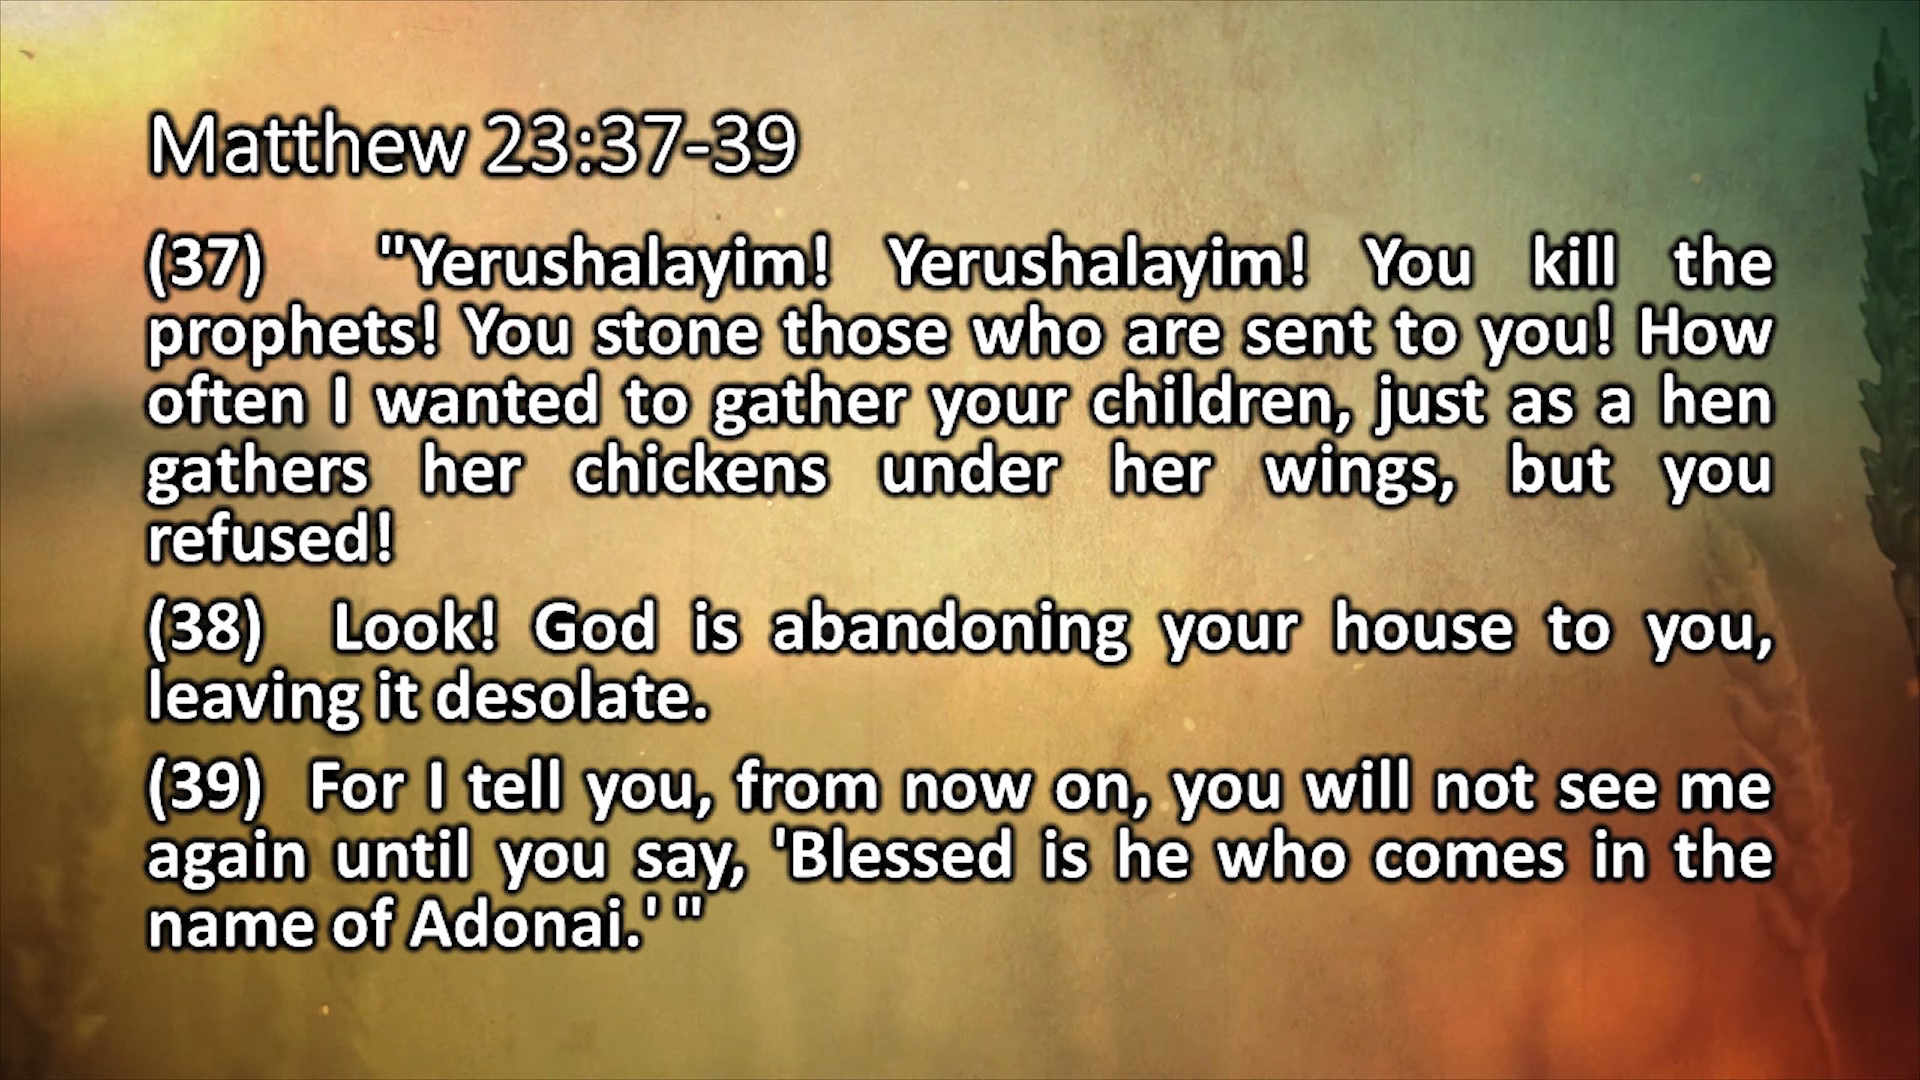 Matthew 23:37-39
(37) "Yerushalayim! Yerushalayim! You kill the
prophets! You stone those who are sent to you! How
often I wanted to gather your children, just as a hen
gathers her chickens under her wings, but you
refused!
(38) Look! God is abandoning your house to you,
leaving it desolate.
(39) For I tell you, from now on, you will not see me
again until you say, 'Blessed is he who comes in the
name of Adonai.' "